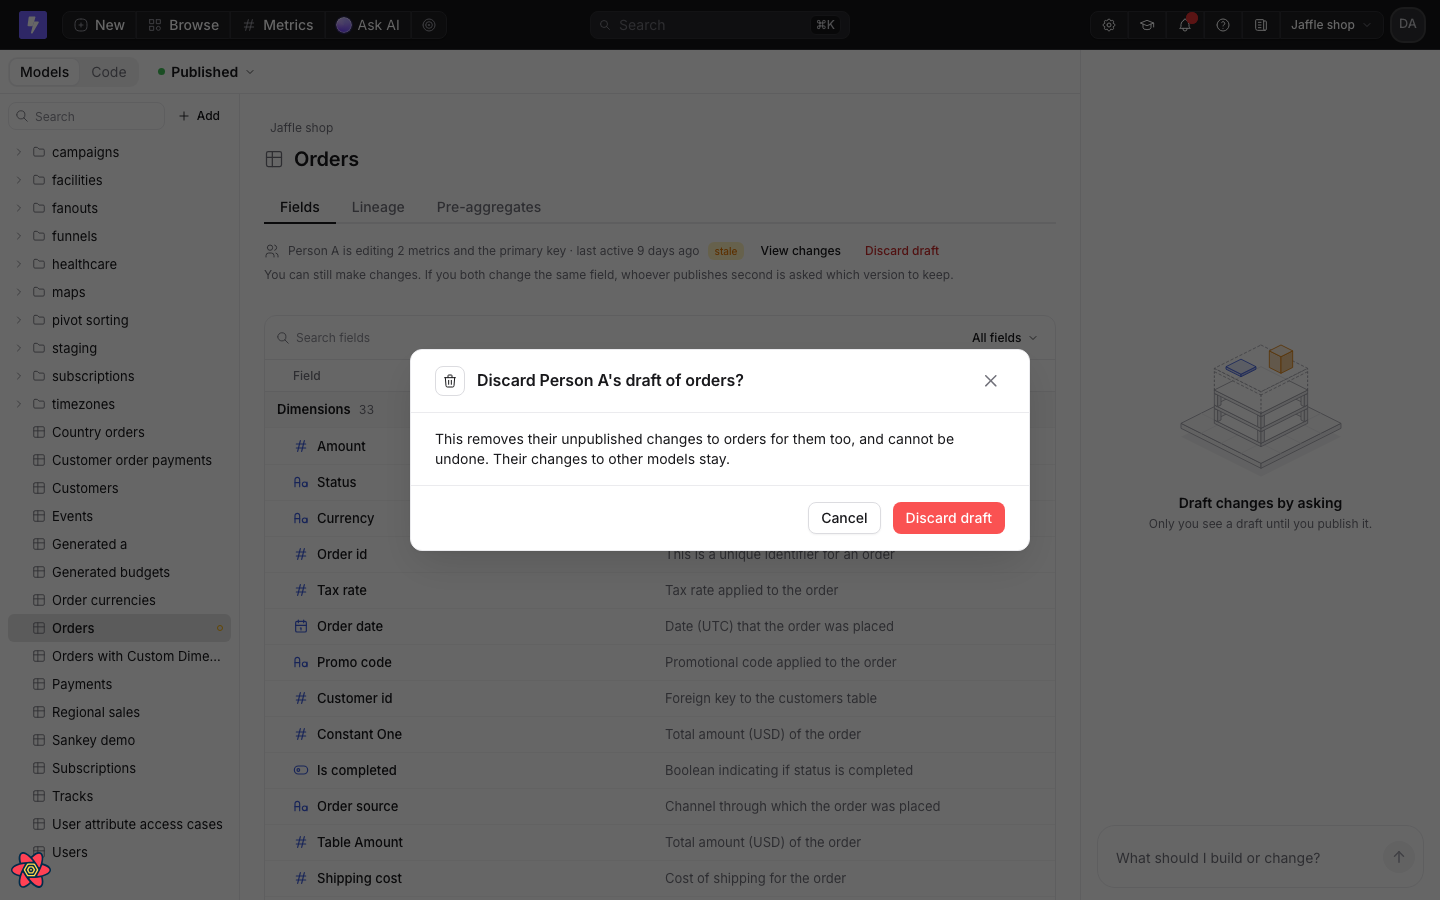 New
Browse
Metrics
Ask AI
Search
⌘K
Jaffle shop
DA
Models
Code
Published
Search
Add
campaigns
facilities
fanouts
funnels
healthcare
maps
pivot sorting
staging
subscriptions
timezones
Country orders
Customer order payments
Customers
Events
Generated a
Generated budgets
Order currencies
Orders
Orders with Custom Dime...
Payments
Regional sales
Sankey demo
Subscriptions
Tracks
User attribute access cases
Users
Jaffle shop
Orders
Fields
Lineage
Pre-aggregates
Person A is editing 2 metrics and the primary key · last active 9 days ago
stale
View changes
Discard draft
You can still make changes. If you both change the same field, whoever publishes second is asked which version to keep.
Search fields
All fields
Field
Dimensions 33
Amount
Status
Currency
Order id
This is a unique identifier for an order
Tax rate
Tax rate applied to the order
Order date
Date (UTC) that the order was placed
Promo code
Promotional code applied to the order
Customer id
Foreign key to the customers table
Constant One
Total amount (USD) of the order
Is completed
Boolean indicating if status is completed
Order source
Channel through which the order was placed
Table Amount
Total amount (USD) of the order
Shipping cost
Cost of shipping for the order
Discard Person A's draft of orders?
This removes their unpublished changes to orders for them too, and cannot be
undone. Their changes to other models stay.
Cancel
Discard draft
Draft changes by asking
Only you see a draft until you publish it.
What should I build or change?